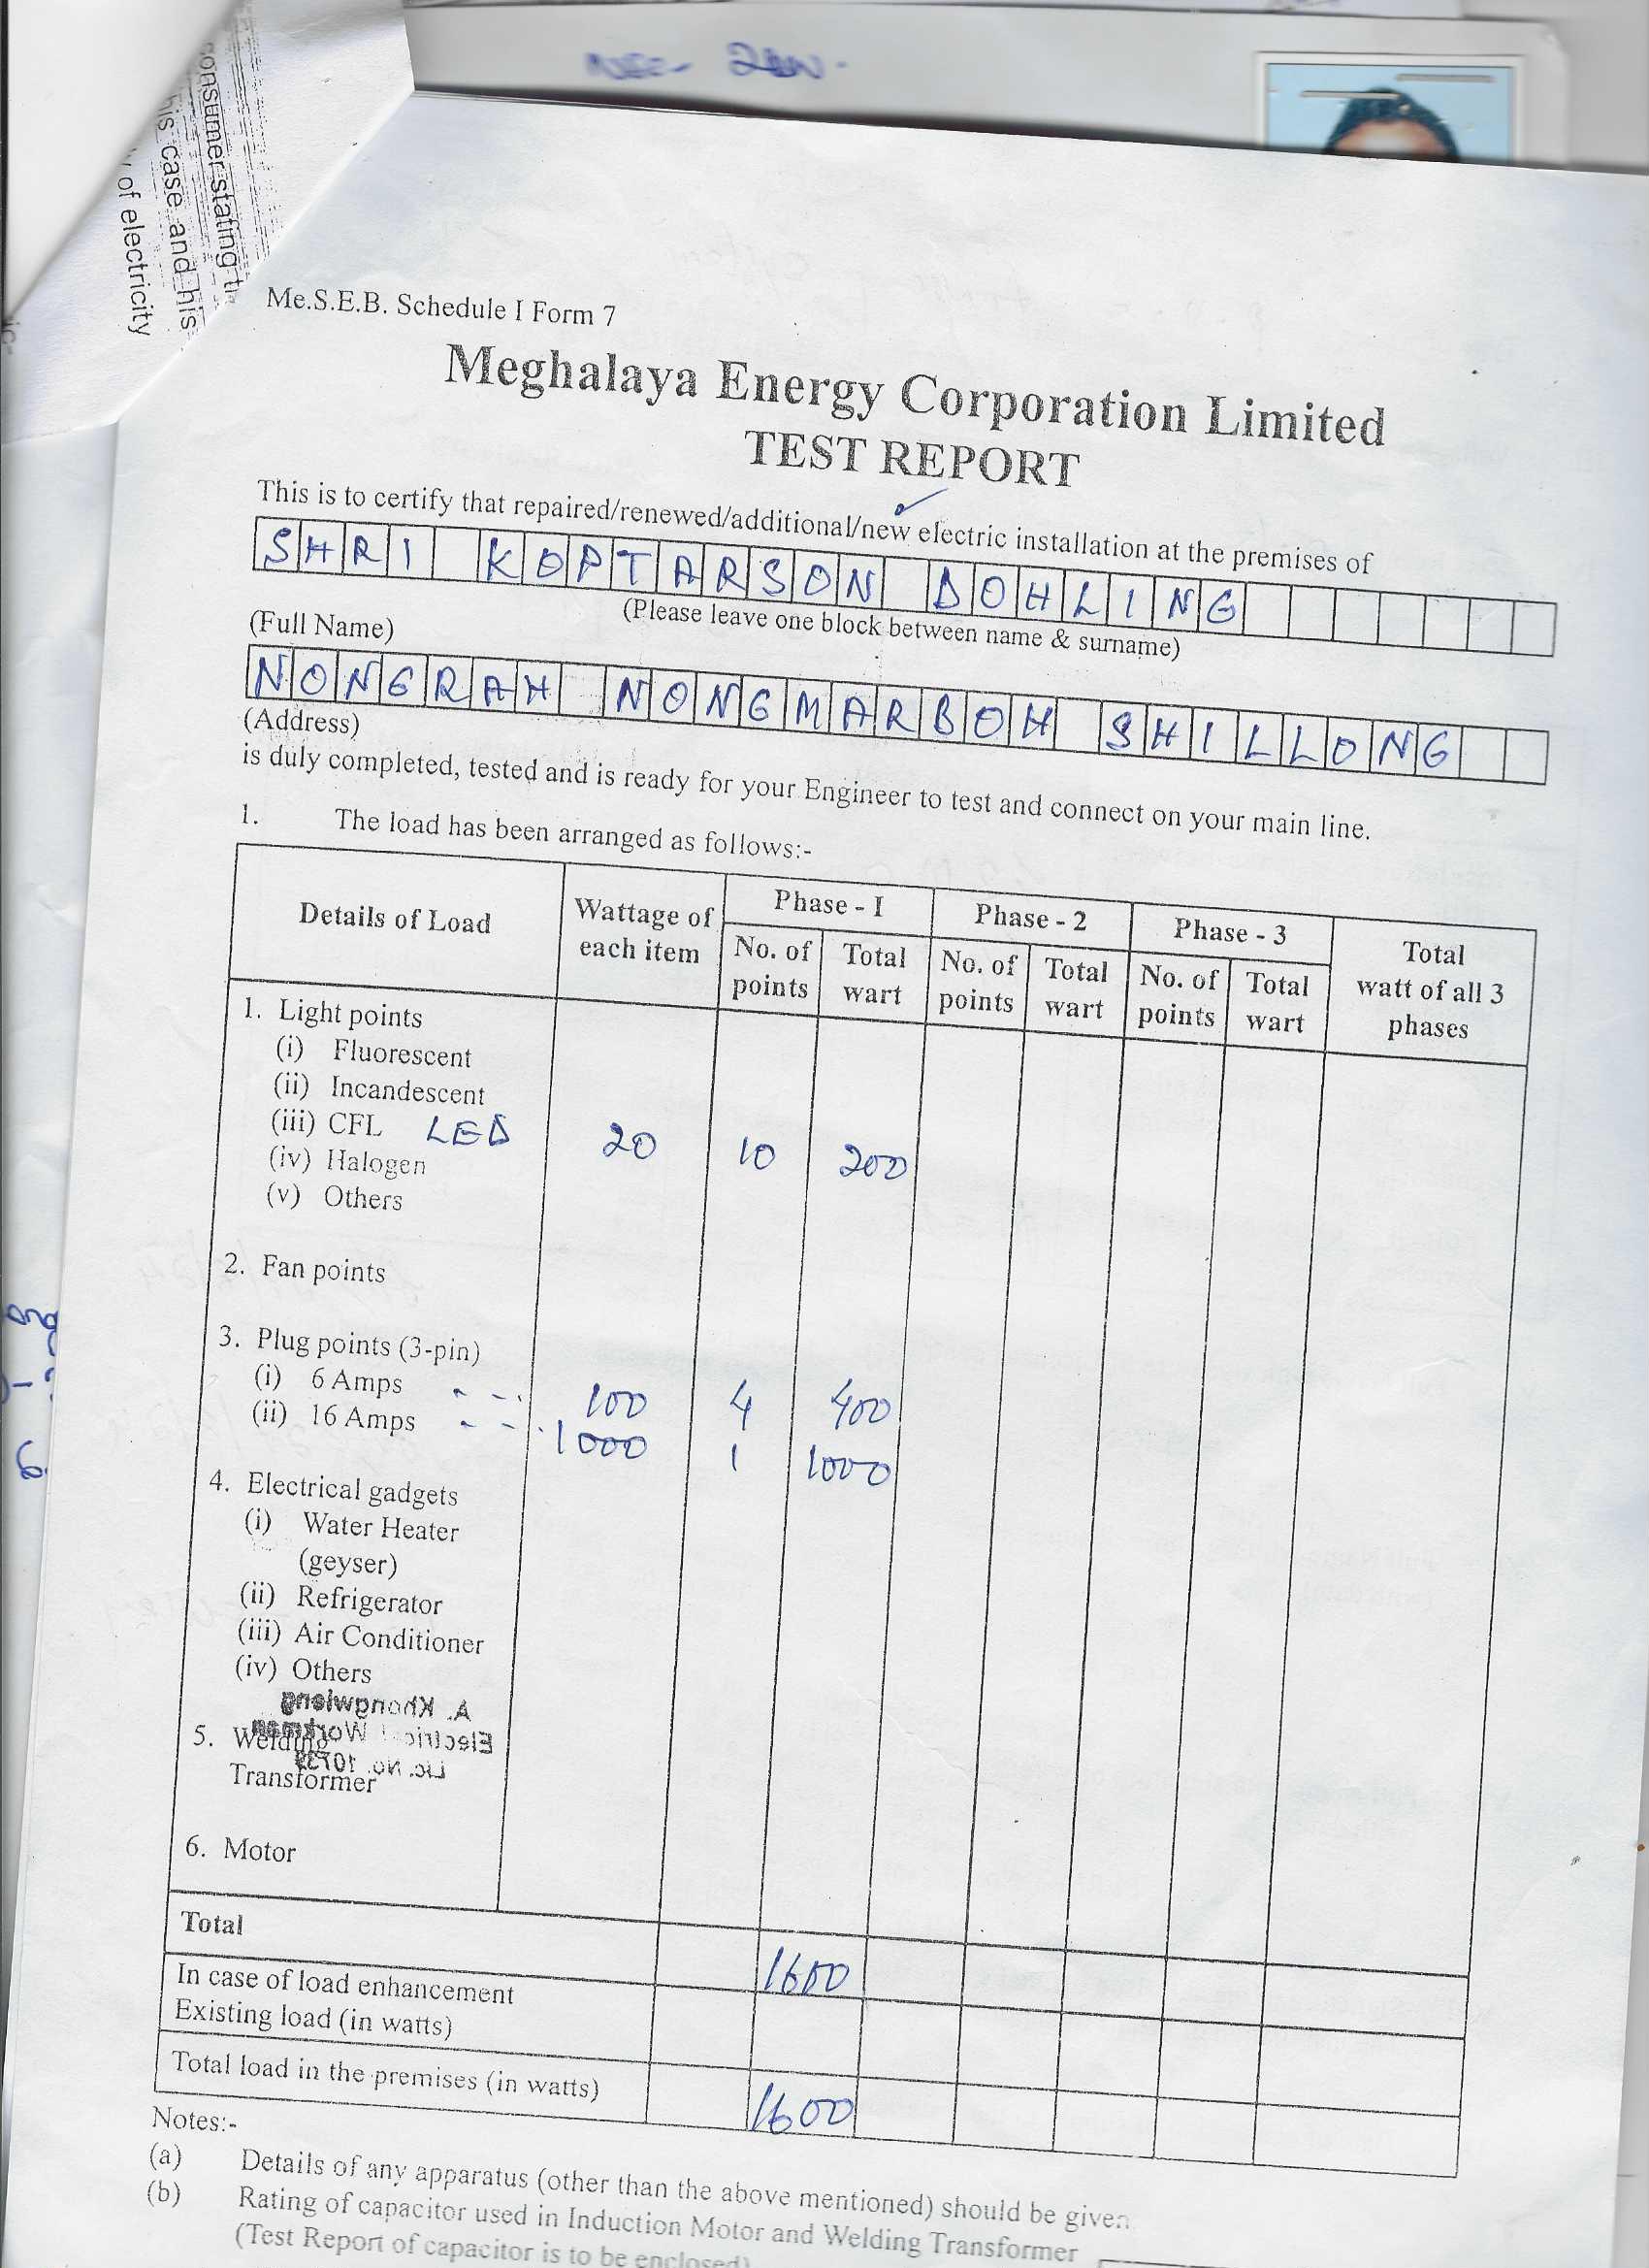 consumer stating
his case and his
of electricity
Me.S.E.B. Schedule I Form 7
Meghalaya Energy Corporation Limited
TEST REPORT
This is to certify that repaired/renewed/additional/new electric installation at the premises of
SHRI KOPTARSON DOHLING
(Full Name) (Please leave one block between name & surname)
NONGRAH NONGMARBOH SHILLONG
(Address)
is duly completed, tested and is ready for your Engineer to test and connect on your main line.
1. The load has been arranged as follows:-
Details of Load Wattage of each item Phase - I Phase - 2 Phase - 3 Total watt of all 3 phases
No. of points Total wart No. of points Total wart No. of points Total wart
1. Light points
(i) Fluorescent
(ii) Incandescent
(iii) CFL LED 20 10 200
(iv) Halogen
(v) Others
2. Fan points
3. Plug points (3-pin)
(i) 6 Amps 100 4 400
(ii) 16 Amps 1000 1 1000
4. Electrical gadgets
(i) Water Heater
(geyser)
(ii) Refrigerator
(iii) Air Conditioner
(iv) Others
A. Khongwieng
Electrical Workman
5. Welding
Lic. No. 10739
Transformer
6. Motor
Total 1600
In case of load enhancement
Existing load (in watts)
Total load in the premises (in watts) 1600
Notes:-
(a) Details of any apparatus (other than the above mentioned) should be given
(b) Rating of capacitor used in Induction Motor and Welding Transformer
(Test Report of capacitor is to be enclosed)